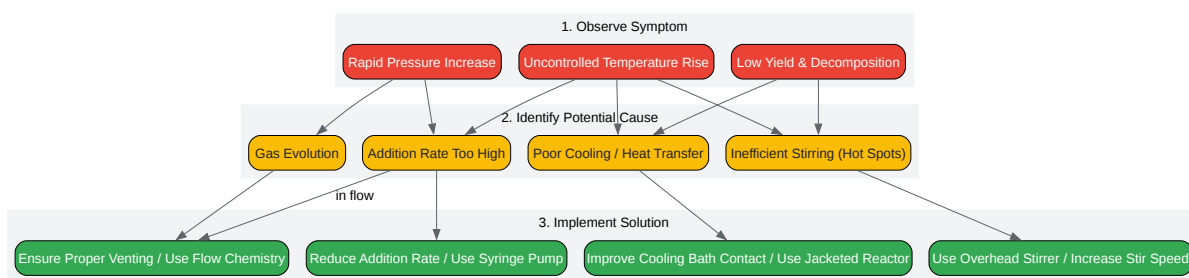 1. Observe Symptom
Rapid Pressure Increase
Uncontrolled Temperature Rise
Low Yield & Decomposition
2. Identify Potential Cause
Gas Evolution
Addition Rate Too High
Poor Cooling / Heat Transfer
Inefficient Stirring (Hot Spots)
in flow
3. Implement Solution
Ensure Proper Venting / Use Flow Chemistry
Reduce Addition Rate / Use Syringe Pump
Improve Cooling Bath Contact / Use Jacketed Reactor
Use Overhead Stirrer / Increase Stir Speed